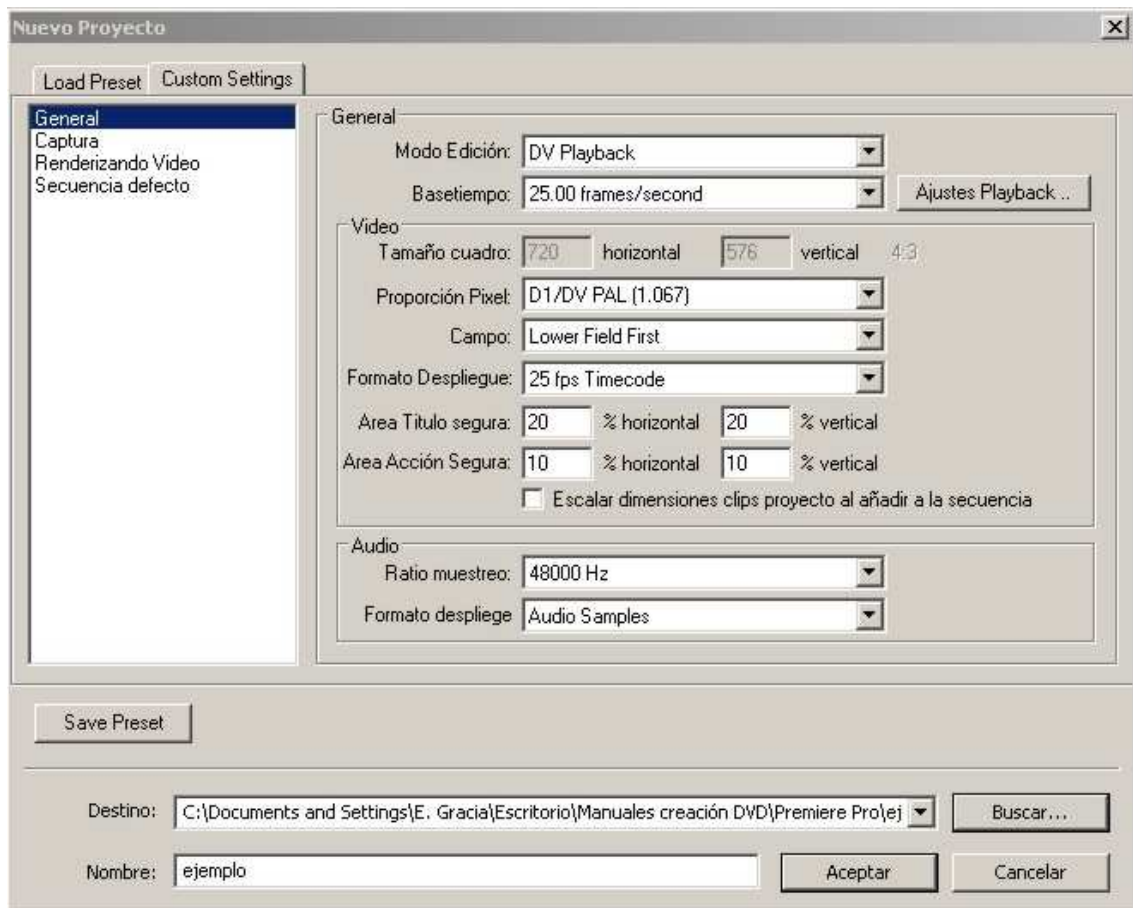 Nuevo Proyecto
Load Preset Custom Settings
General
Captura
Renderizando Video
Secuencia defecto
General
Modo Edición: DV Playback
Basetiempo: 25.00 frames/second Ajustes Playback ..
Video
Tamaño cuadro: 720 horizontal 576 vertical 4:3
Proporción Pixel: D1/DV PAL (1.067)
Campo: Lower Field First
Formato Despliegue: 25 fps Timecode
Area Titulo segura: 20 % horizontal 20 % vertical
Area Acción Segura: 10 % horizontal 10 % vertical
Escalar dimensiones clips proyecto al añadir a la secuencia
Audio
Ratio muestreo: 48000 Hz
Formato despliege Audio Samples
Save Preset
Destino: C:\Documents and Settings\E. Gracia\Escritorio\Manuales creación DVD\Premiere Pro\ej Buscar...
Nombre: ejemplo Aceptar Cancelar